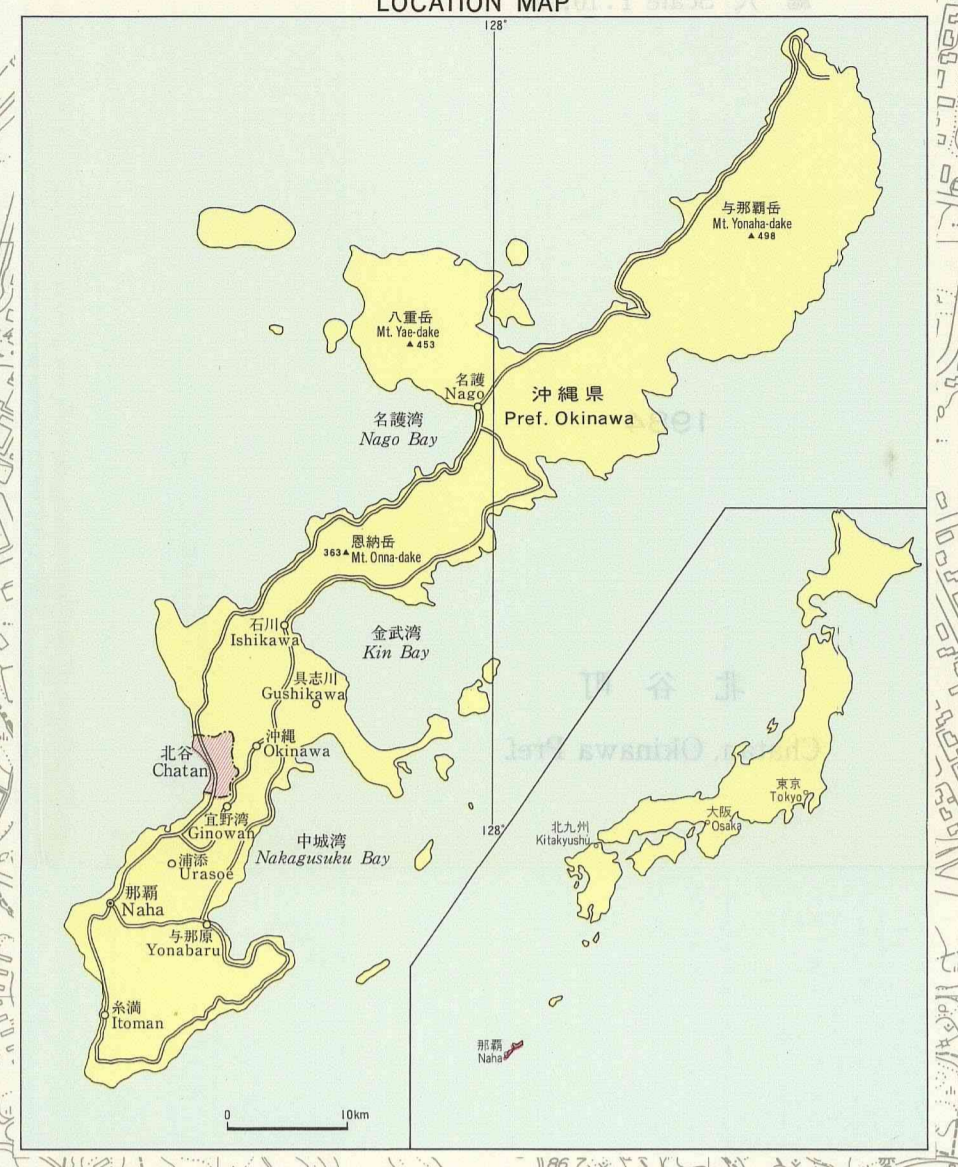 LOCATION MAP
128°
与那覇岳
Mt. Yonaha-dake
▲498
八重岳
Mt. Yae-dake
▲453
名護
Nago
沖縄県
Pref. Okinawa
名護湾
Nago Bay
恩納岳
363▲Mt. Onna-dake
石川
Ishikawa
金武湾
Kin Bay
具志川
Gushikawa
沖縄
Okinawa
北谷
Chatan
宜野湾
Ginowan
中城湾
Nakagusuku Bay
128°
浦添
Urasoe
那覇
Naha
与那原
Yonabaru
糸満
Itoman
0 10km
東京
Tokyo
大阪
Osaka
北九州
Kitakyushu
那覇
Naha
1984
北谷町
Chatan, Okinawa Pref.